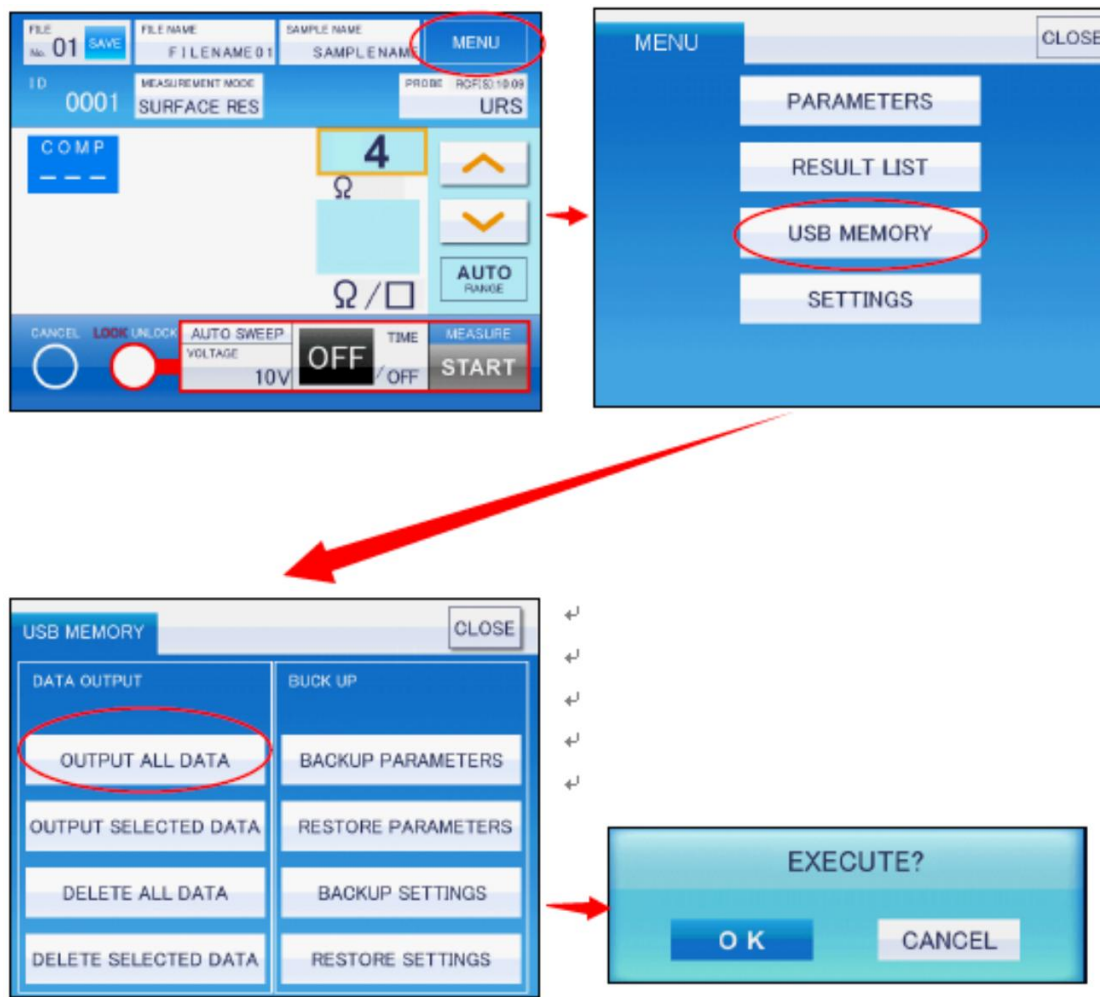 FILE FILE NAME SAMPLE NAME
No. 01 SAVE FILENAME01 SAMPLENAME MENU
ID MEASUREMENT MODE PROBE RCF(S):10.09
0001 SURFACE RES URS
COMP
--- 4
Ω
AUTO
RANGE
Ω/□
CANCEL LOCK UNLOCK AUTO SWEEP TIME MEASURE
VOLTAGE OFF START
10V /OFF
MENU CLOSE
PARAMETERS
RESULT LIST
USB MEMORY
SETTINGS
USB MEMORY CLOSE
DATA OUTPUT BUCK UP
OUTPUT ALL DATA BACKUP PARAMETERS
OUTPUT SELECTED DATA RESTORE PARAMETERS
DELETE ALL DATA BACKUP SETTINGS
DELETE SELECTED DATA RESTORE SETTINGS
EXECUTE?
OK CANCEL